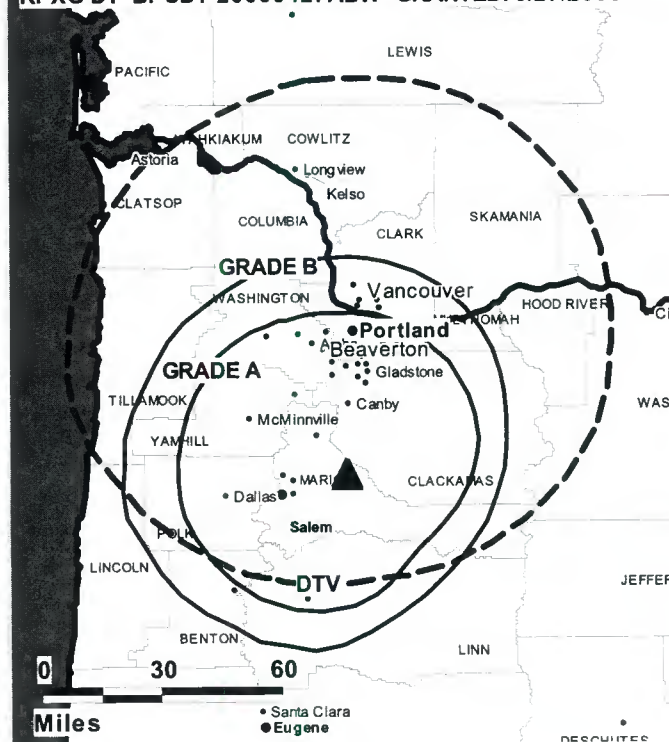 LEWIS
PACIFIC
COWLITZ
Astoria
Longview
Kelso
CLATSOP
SKAMANIA
COLUMBIA
CLARK
GRADE B
Vancouver
WASHINGTON
HOOD RIVER
Portland
Beaverton
GRADE A
Gladstone
TILLAMOOK
Canby
WAS
McMinnville
YAMHILL
MARI
CLACKAMAS
Dallas
Salem
POLK
LINCOLN
DTV
JEFFER
BENTON
LINN
0 30 60
Miles
Santa Clara
Eugene
DESCHUTES